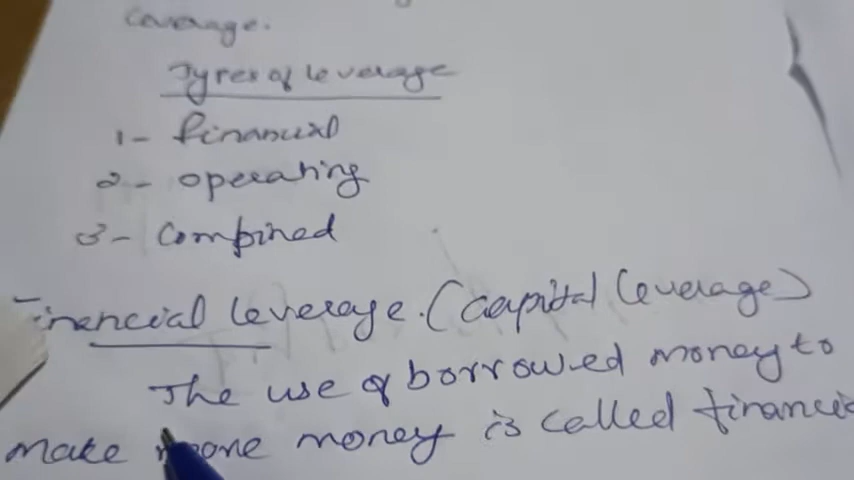 Leverage.
Types of leverage
1- financial
2- operating
3- Combined
Financial leverage. (Capital Leverage)
The use of borrowed money to
make more money is called financi